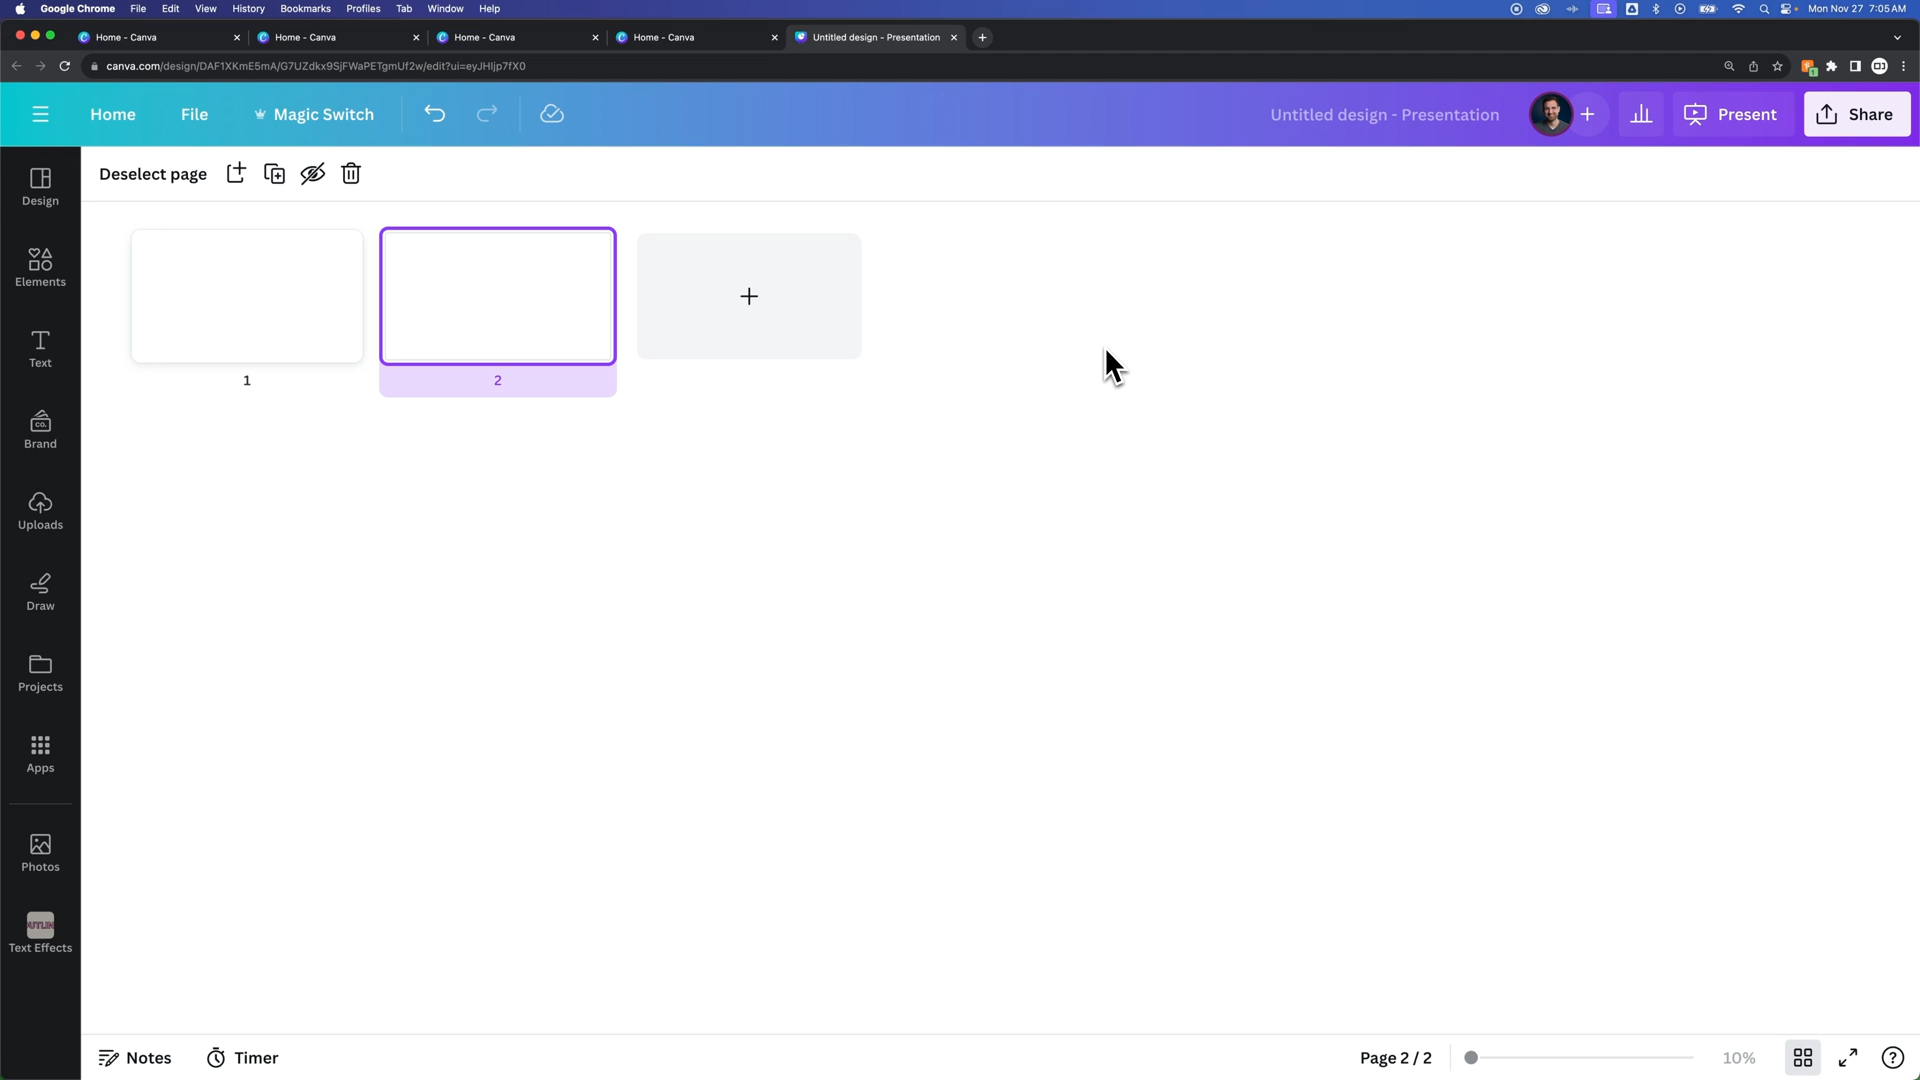 Google Chrome File Edit View History Bookmarks Profiles Tab Window Help Mon Nov 27 7:05 AM
Home - Canva Home - Canva Home - Canva Home - Canva Untitled design - Presentation
canva.com/design/DAF1XKmE5mA/G7UZdkx9SjFWaPETgmUf2w/edit?ui=eyJHIjp7fX0
Home File Magic Switch Untitled design - Presentation Present Share
Deselect page
Design
Elements
Text
CO.
Brand
Uploads
Draw
Projects
Apps
Photos
Text Effects
1 2
Notes Timer Page 2 / 2 10%